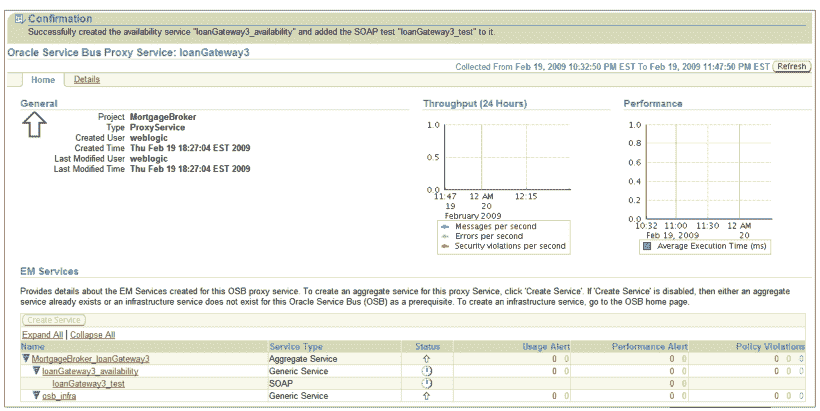 Confirmation
Successfully created the availability service "loanGateway3_availability" and added the SOAP test "loanGateway3_test" to it.
Oracle Service Bus Proxy Service: loanGateway3
Collected From Feb 19, 2009 10:32:50 PM EST To Feb 19, 2009 11:47:50 PM EST Refresh
Home Details
General
Project MortgageBroker
Type ProxyService
Created User weblogic
Created Time Thu Feb 19 18:27:04 EST 2009
Last Modified User weblogic
Last Modified Time Thu Feb 19 18:27:04 EST 2009
Throughput (24 Hours)
1.0
0.5
0.0
11:47 12 AM 12:15
19 20
February 2009
Messages per second
Errors per second
Security violations per second
Performance
1.0
0.8
0.6
0.4
0.2
0.0
10:32 11:00 11:30 12 AM
Feb 19, 2009 20
Average Execution Time (ms)
EM Services
Provides details about the EM Services created for this OSB proxy service. To create an aggregate service for this proxy Service, click 'Create Service'. If 'Create Service' is disabled, then either an aggregate
service already exists or an infrastructure service does not exist for this Oracle Service Bus (OSB) as a prerequisite. To create an infrastructure service, go to the OSB home page.
Create Service
Expand All | Collapse All
Name Service Type Status Usage Alert Performance Alert Policy Violations
MortgageBroker_loanGateway3 Aggregate Service 0 0 0 0 0 0 0
loanGateway3_availability Generic Service 0 0 0 0 0 0 0
loanGateway3_test SOAP
osb_infra Generic Service 0 0 0 0 0 0 0